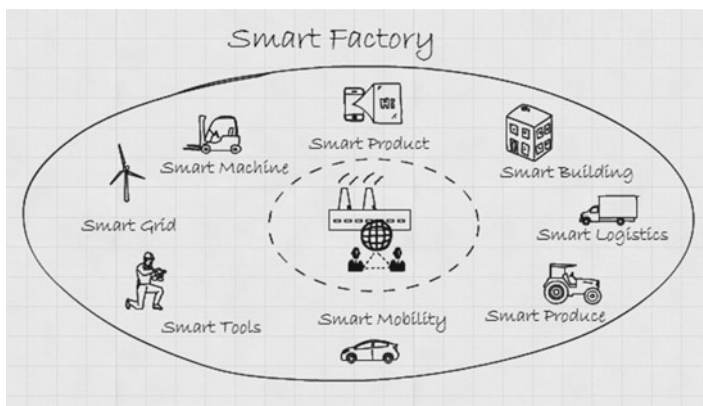 Smart Factory
Smart Product
Smart Machine
Smart Building
Smart Grid
Smart Logistics
Smart Tools
Smart Mobility
Smart Produce